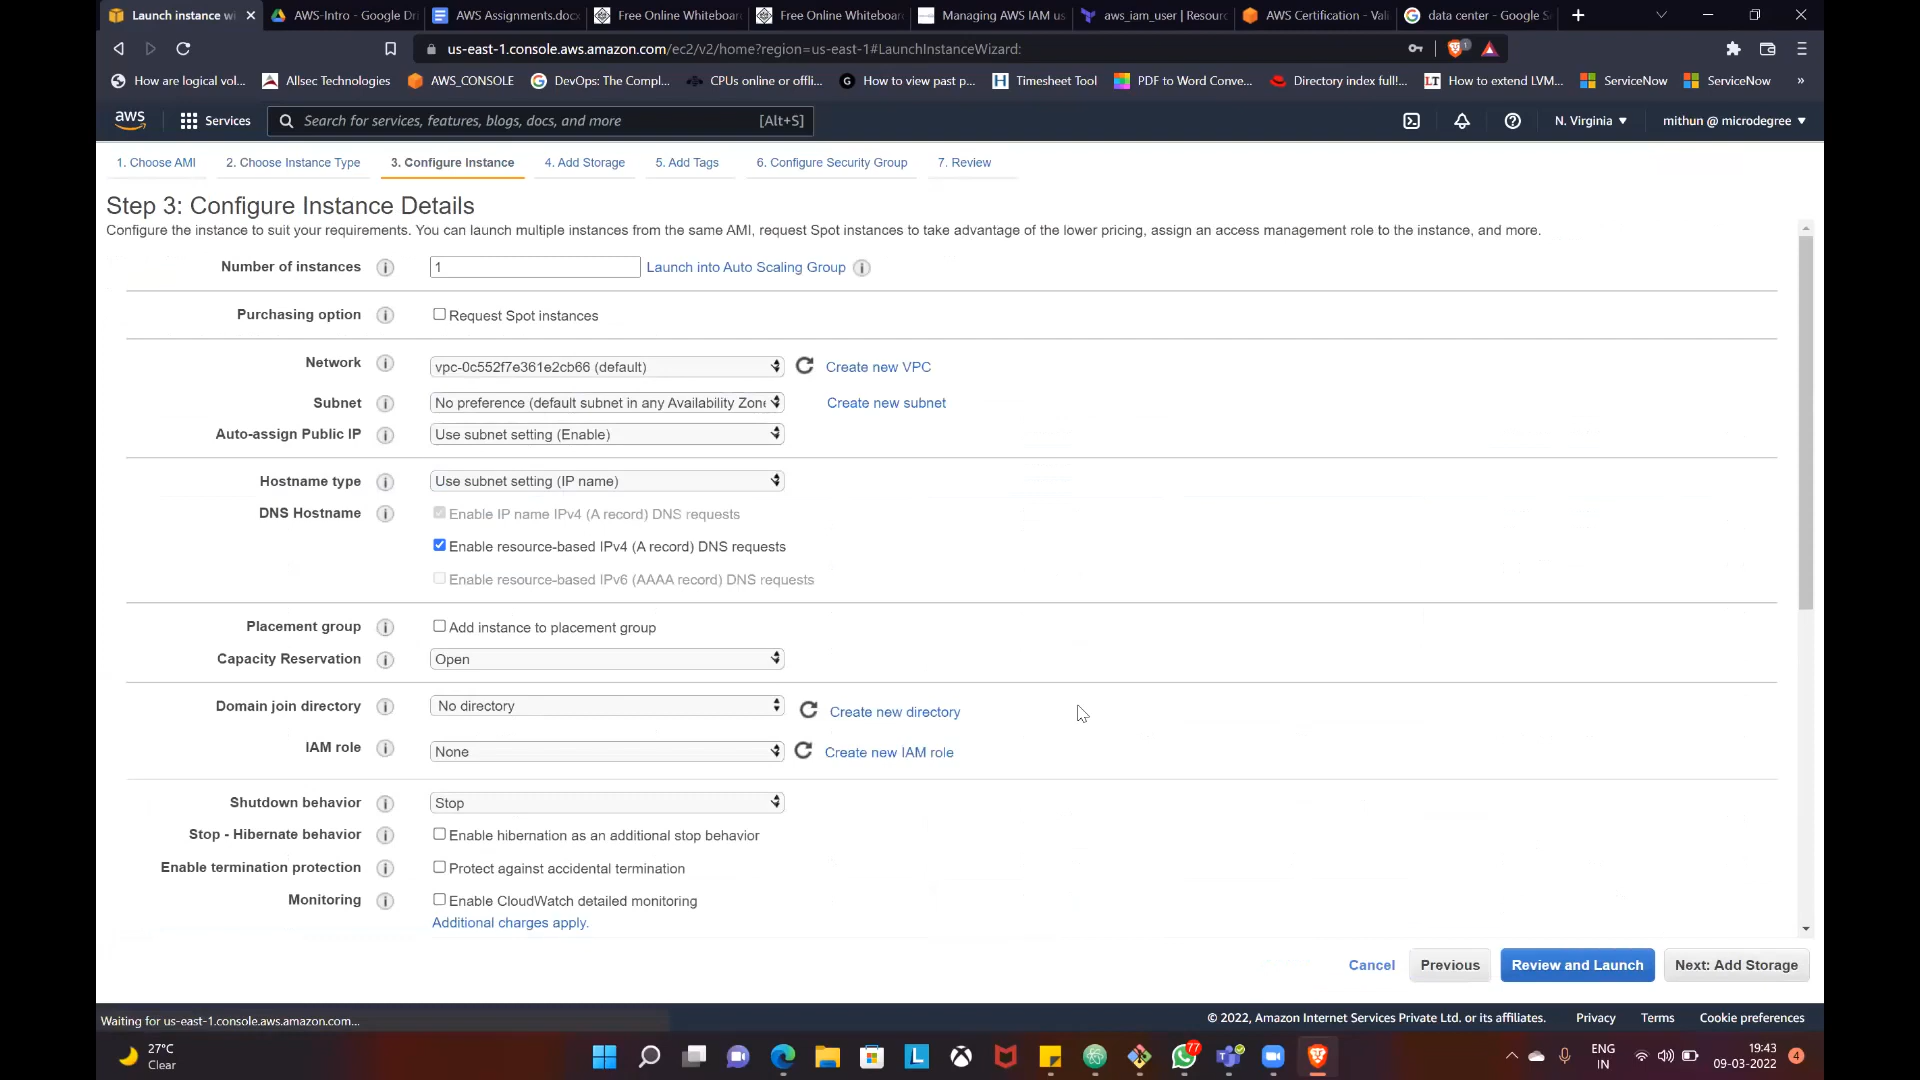 Launch instance wi
AWS-Intro - Google Dri
AWS Assignments.docx
Free Online Whiteboar
Free Online Whiteboar
Managing AWS IAM us
aws_iam_user | Resour
AWS Certification - Vali
data center - Google Se
us-east-1.console.aws.amazon.com/ec2/v2/home?region=us-east-1#LaunchInstanceWizard:
1
How are logical vol...
Allsec Technologies
AWS_CONSOLE
DevOps: The Compl...
CPUs online or offli...
How to view past p...
Timesheet Tool
PDF to Word Conve...
Directory index full!...
How to extend LVM...
ServiceNow
ServiceNow
»
aws
Services
Search for services, features, blogs, docs, and more
[Alt+S]
N. Virginia
mithun @ microdegree
1. Choose AMI
2. Choose Instance Type
3. Configure Instance
4. Add Storage
5. Add Tags
6. Configure Security Group
7. Review
Step 3: Configure Instance Details
Configure the instance to suit your requirements. You can launch multiple instances from the same AMI, request Spot instances to take advantage of the lower pricing, assign an access management role to the instance, and more.
Number of instances
1
Launch into Auto Scaling Group
Purchasing option
Request Spot instances
Network
vpc-0c552f7e361e2cb66 (default)
Create new VPC
Subnet
No preference (default subnet in any Availability Zone
Create new subnet
Auto-assign Public IP
Use subnet setting (Enable)
Hostname type
Use subnet setting (IP name)
DNS Hostname
Enable IP name IPv4 (A record) DNS requests
Enable resource-based IPv4 (A record) DNS requests
Enable resource-based IPv6 (AAAA record) DNS requests
Placement group
Add instance to placement group
Capacity Reservation
Open
Domain join directory
No directory
Create new directory
IAM role
None
Create new IAM role
Shutdown behavior
Stop
Stop - Hibernate behavior
Enable hibernation as an additional stop behavior
Enable termination protection
Protect against accidental termination
Monitoring
Enable CloudWatch detailed monitoring
Additional charges apply.
Cancel
Previous
Review and Launch
Next: Add Storage
Waiting for us-east-1.console.aws.amazon.com...
© 2022, Amazon Internet Services Private Ltd. or its affiliates.
Privacy
Terms
Cookie preferences
27°C
Clear
77
ENG
IN
19:43
09-03-2022
4